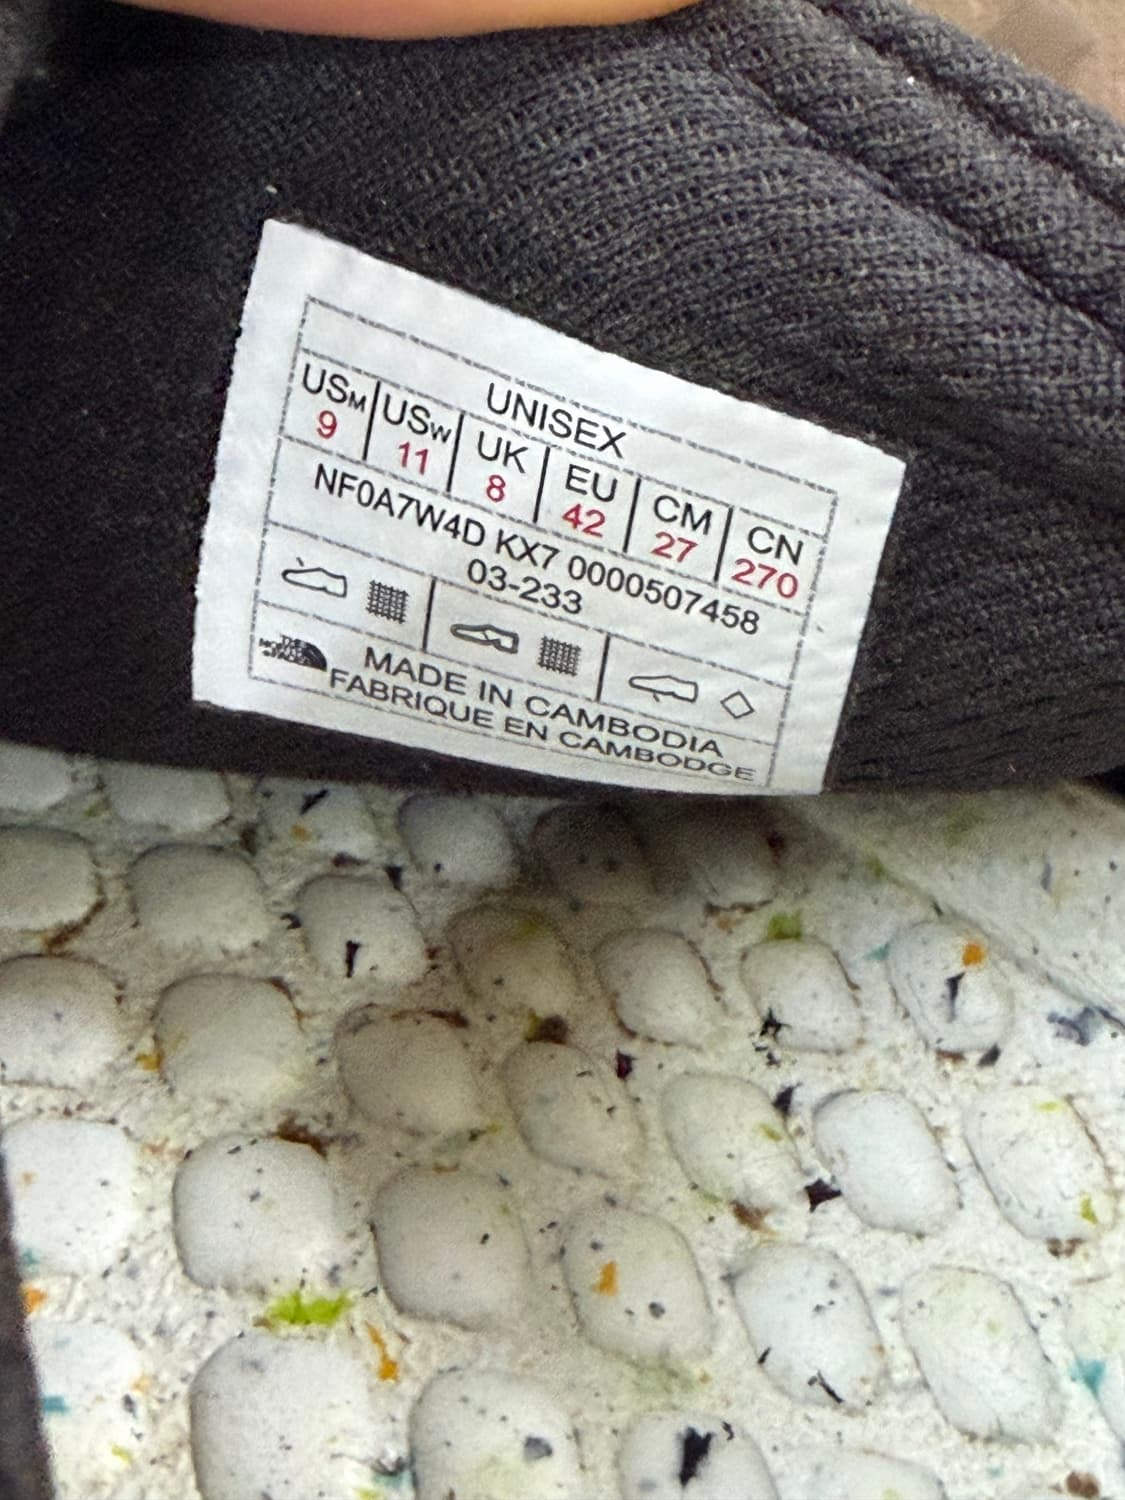 UNISEX
USM USW UK EU CM CN
9 11 8 42 27 270
NF0A7W4D KX7 0000507458
03-233
THE
NORTH
FACE
MADE IN CAMBODIA
FABRIQUE EN CAMBODGE